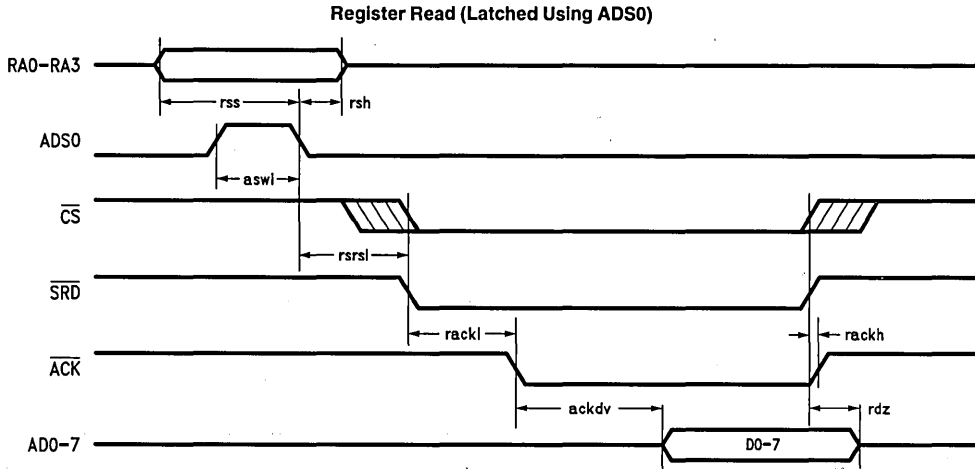 Register Read (Latched Using ADS0)
RA0-RA3
rss
rsh
ADS0
aswi
CS
rsrsl
SRD
rackl
rackh
ACK
ackdv
rdz
AD0-7
D0-7